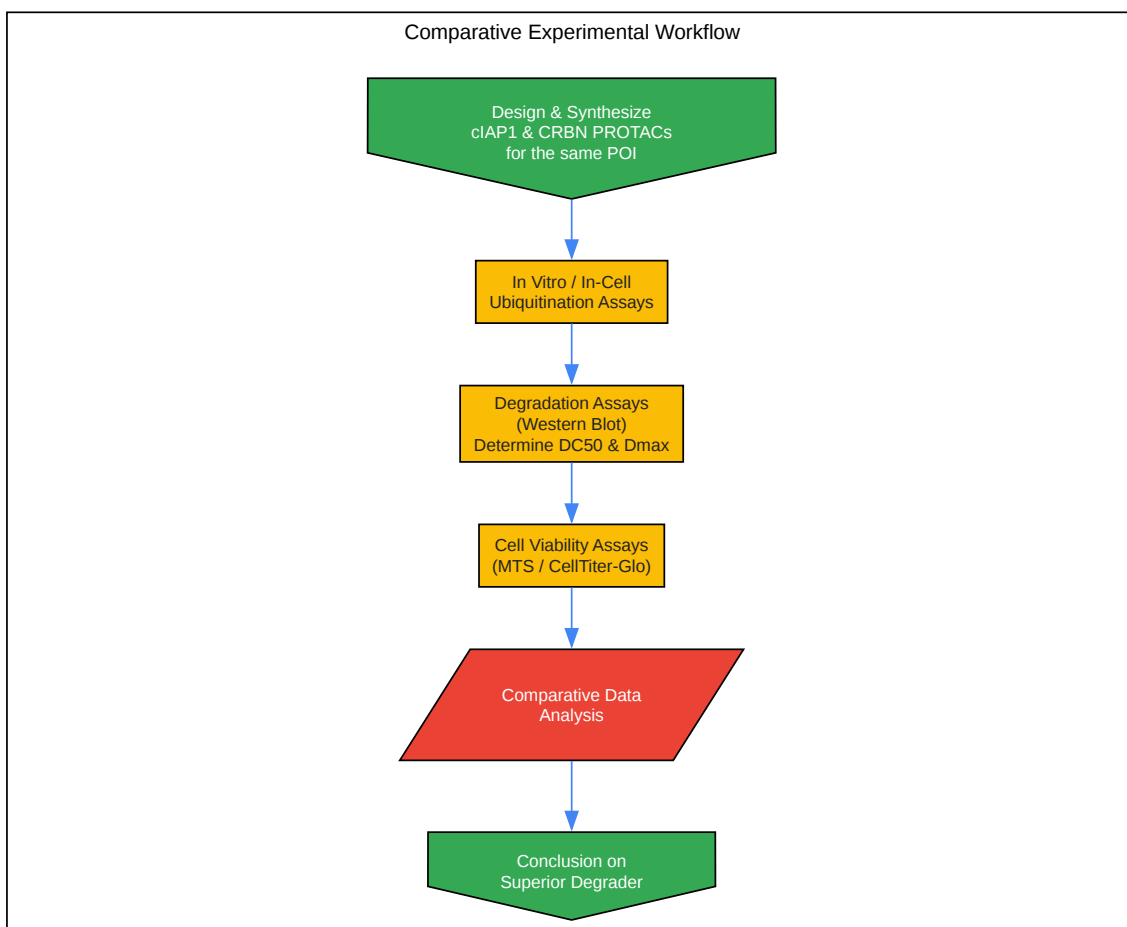 Comparative Experimental Workflow
Design & Synthesize
cIAP1 & CRBN PROTACs
for the same POI
In Vitro / In-Cell
Ubiquitination Assays
Degradation Assays
(Western Blot)
Determine DC50 & Dmax
Cell Viability Assays
(MTS / CellTiter-Glo)
Comparative Data
Analysis
Conclusion on
Superior Degrader